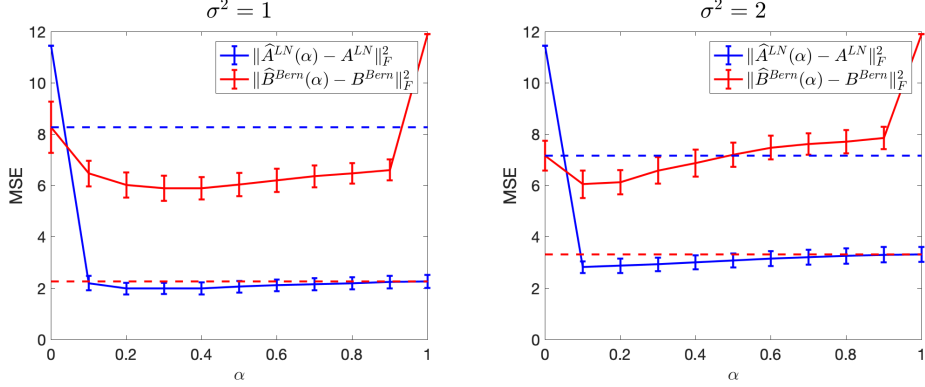 σ² = 1
MSE
12
10
8
6
4
2
0
‖Â^{LN}(α) − A^{LN}‖²_F
‖B̂^{Bern}(α) − B^{Bern}‖²_F
0 0.2 0.4 0.6 0.8 1
α
σ² = 2
MSE
12
10
8
6
4
2
0
‖Â^{LN}(α) − A^{LN}‖²_F
‖B̂^{Bern}(α) − B^{Bern}‖²_F
0 0.2 0.4 0.6 0.8 1
α